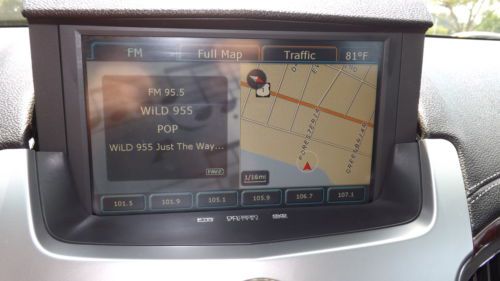 FM Full Map Traffic 81°F
FM 95.5
WiLD 955
POP
WiLD 955 Just The Way...
1/16mi
101.5 101.9 103.1 105.9 106.7 107.1